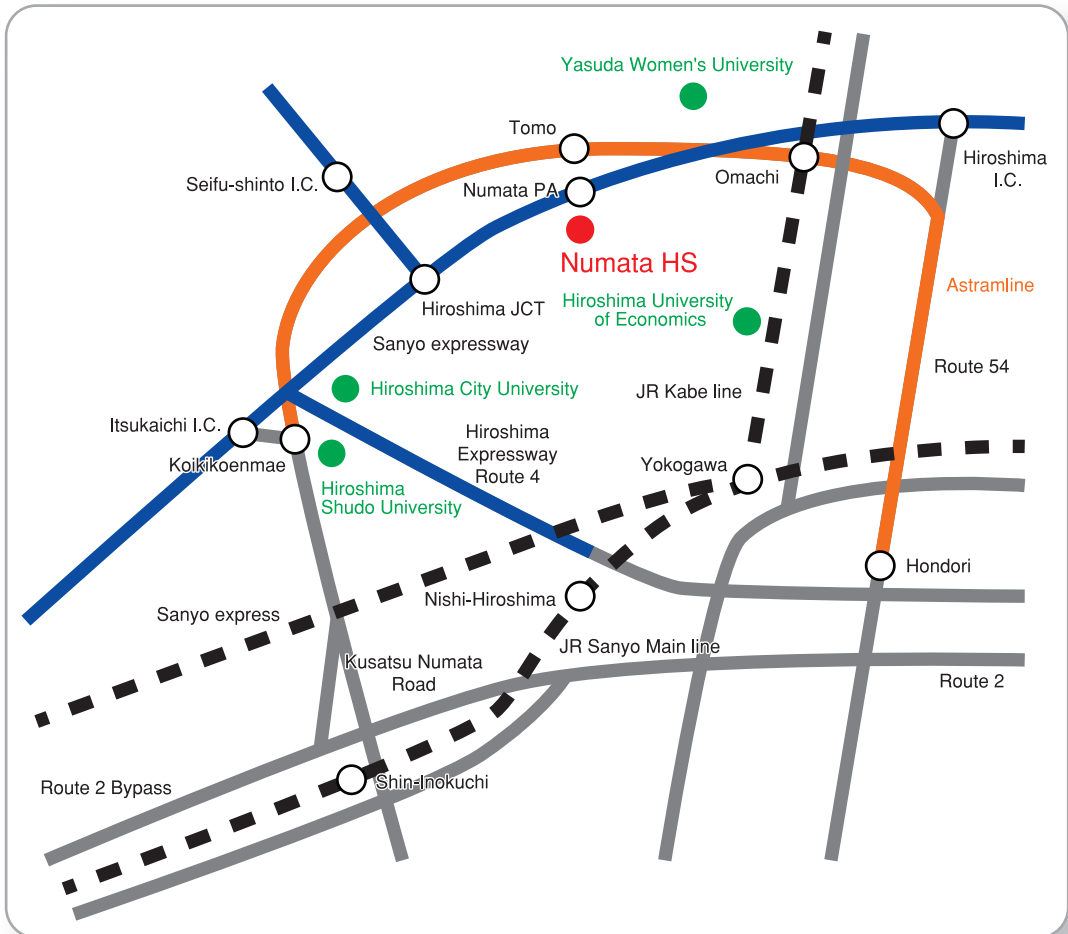 Yasuda Women's University
Tomo
Hiroshima
I.C.
Omachi
Seifu-shinto I.C.
Numata PA
Numata HS
Astramline
Hiroshima University
of Economics
Hiroshima JCT
Sanyo expressway
Route 54
Hiroshima City University
JR Kabe line
Itsukaichi I.C.
Hiroshima
Expressway
Route 4
Koikikoenmae
Yokogawa
Hiroshima
Shudo University
Hondori
Nishi-Hiroshima
Sanyo express
JR Sanyo Main line
Kusatsu Numata
Road
Route 2
Route 2 Bypass
Shin-Inokuchi